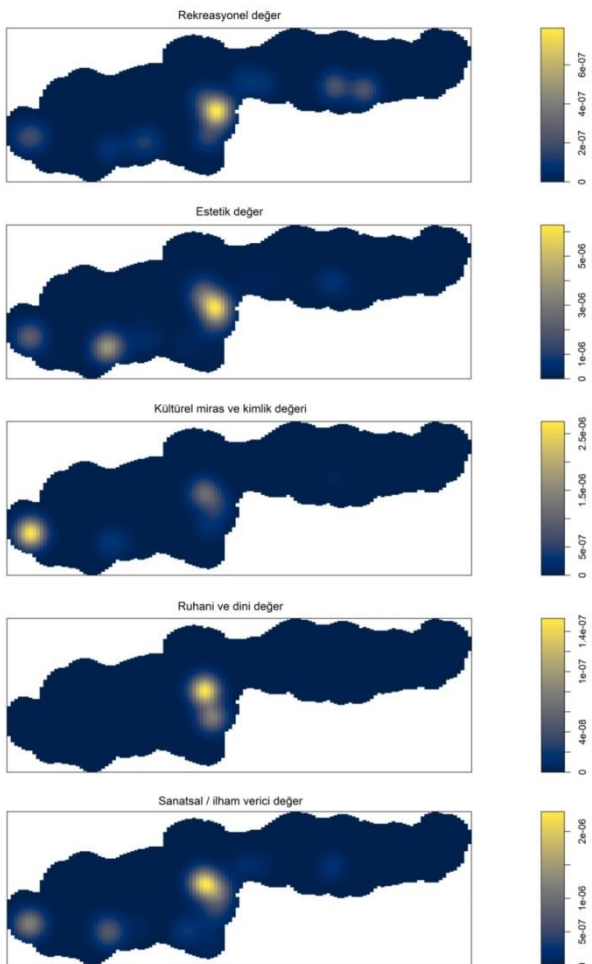 Rekreasyonel değer
0 2e-07 4e-07 6e-07
Estetik değer
0 1e-06 3e-06 5e-06
Kültürel miras ve kimlik değeri
0 5e-07 1.5e-06 2.5e-06
Ruhani ve dini değer
0 4e-08 1e-07 1.4e-07
Sanatsal / ilham verici değer
0 5e-07 1e-06 2e-06